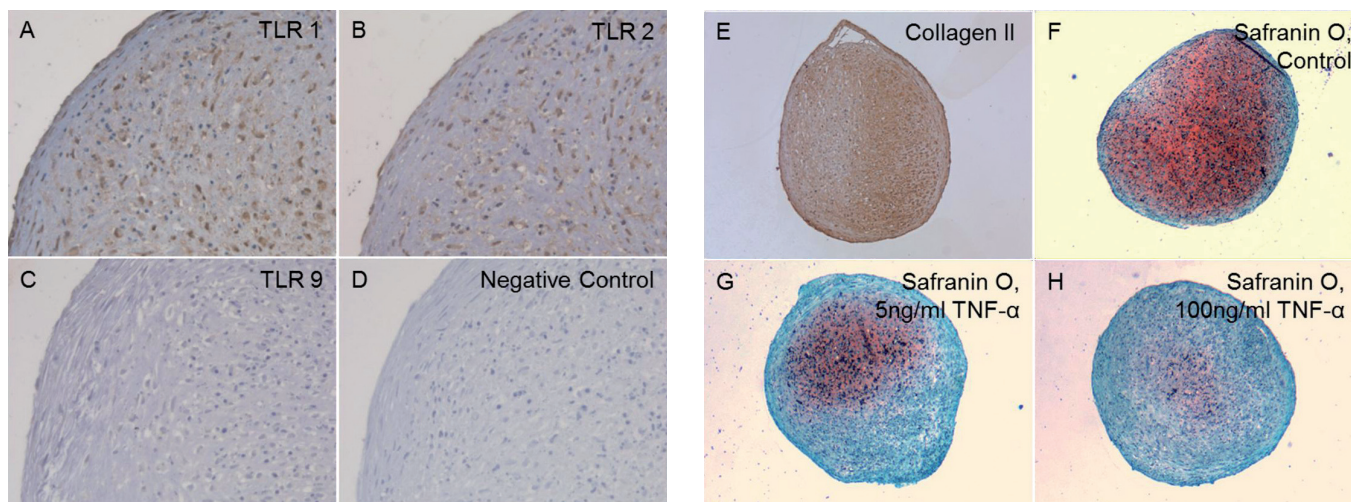 A
TLR 1
B
TLR 2
C
TLR 9
D
Negative Control
E
Collagen II
F
Safranin O,
Control
G
Safranin O,
5ng/ml TNF-α
H
Safranin O,
100ng/ml TNF-α